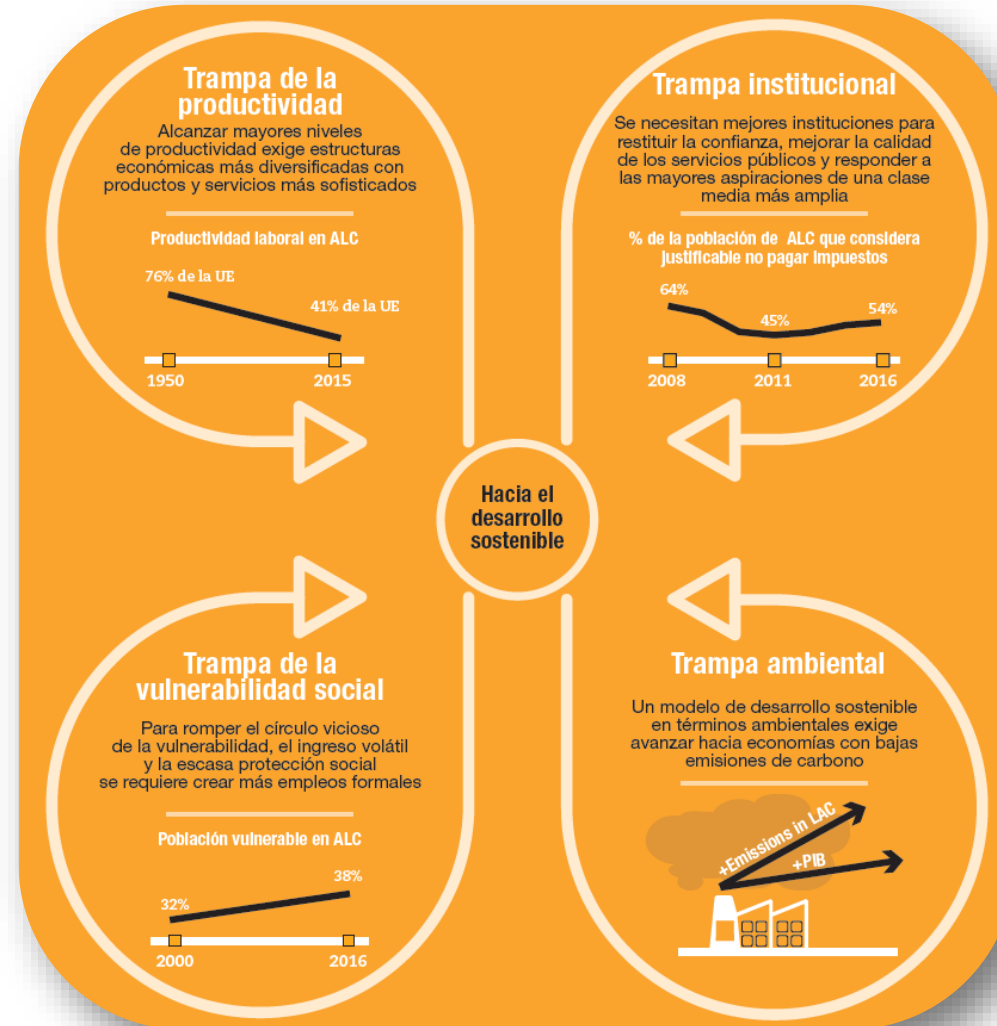 Trampa de la
productividad
Alcanzar mayores niveles
de productividad exige estructuras
económicas más diversificadas con
productos y servicios más sofisticados
Productividad laboral en ALC
76% de la UE
41% de la UE
1950
2015
Trampa institucional
Se necesitan mejores instituciones para
restituir la confianza, mejorar la calidad
de los servicios públicos y responder a
las mayores aspiraciones de una clase
media más amplia
% de la población de ALC que considera
justificable no pagar impuestos
64%
45%
54%
2008
2011
2016
Hacia el
desarrollo
sostenible
Trampa de la
vulnerabilidad social
Para romper el círculo vicioso
de la vulnerabilidad, el ingreso volátil
y la escasa protección social
se requiere crear más empleos formales
Población vulnerable en ALC
32%
38%
2000
2016
Trampa ambiental
Un modelo de desarrollo sostenible
en términos ambientales exige
avanzar hacia economías con bajas
emisiones de carbono
+Emissions in LAC
+PIB